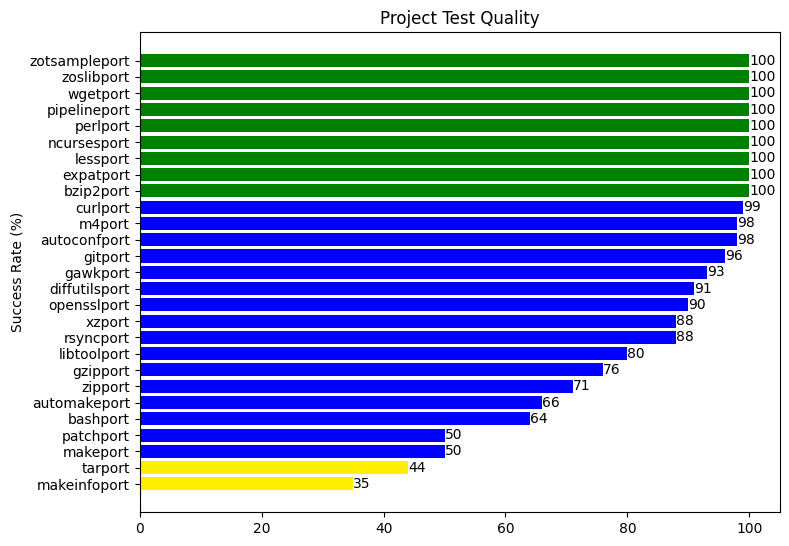 Project Test Quality
Success Rate (%)
zotsampleport 100
zoslibport 100
wgetport 100
pipelineport 100
perlport 100
ncursesport 100
lessport 100
expatport 100
bzip2port 100
curlport 99
m4port 98
autoconfport 98
gitport 96
gawkport 93
diffutilsport 91
opensslport 90
xzport 88
rsyncport 88
libtoolport 80
gzipport 76
zipport 71
automakeport 66
bashport 64
patchport 50
makeport 50
tarport 44
makeinfoport 35
0 20 40 60 80 100